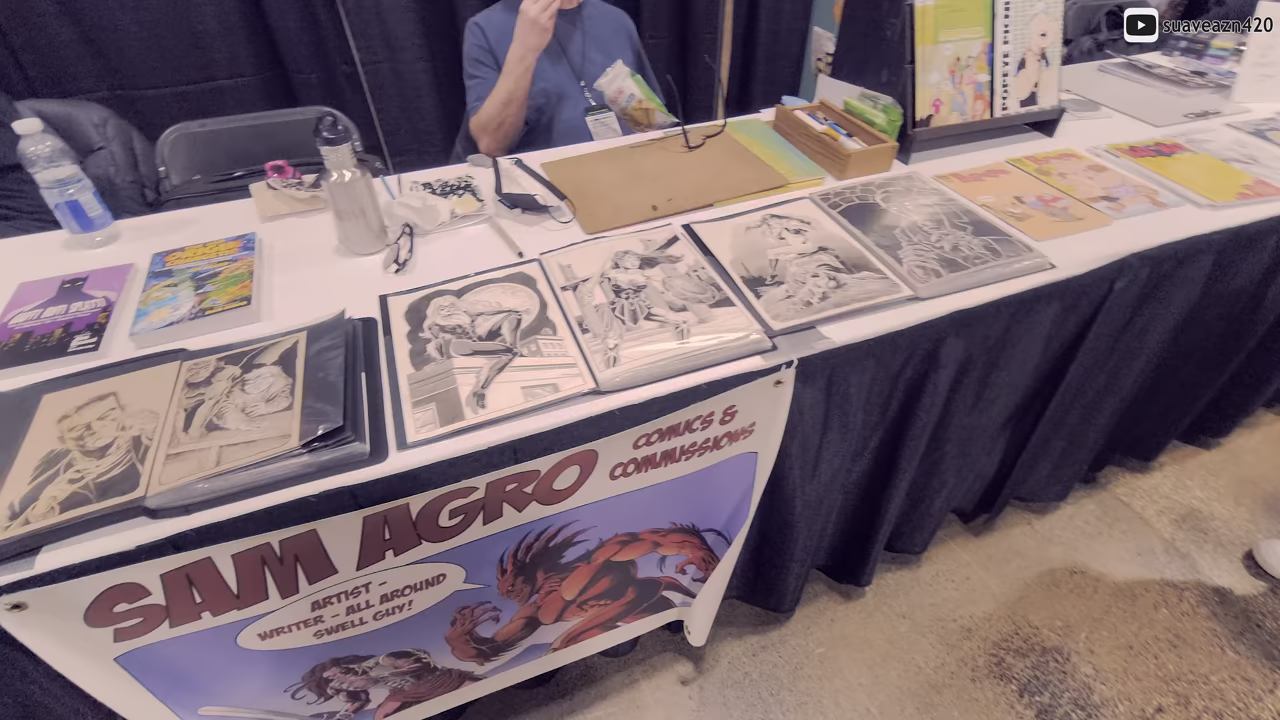 suaveazn420
SAM AGRO
COMICS &
COMMISSIONS
ARTIST -
WRITER - ALL AROUND
SWELL GUY!